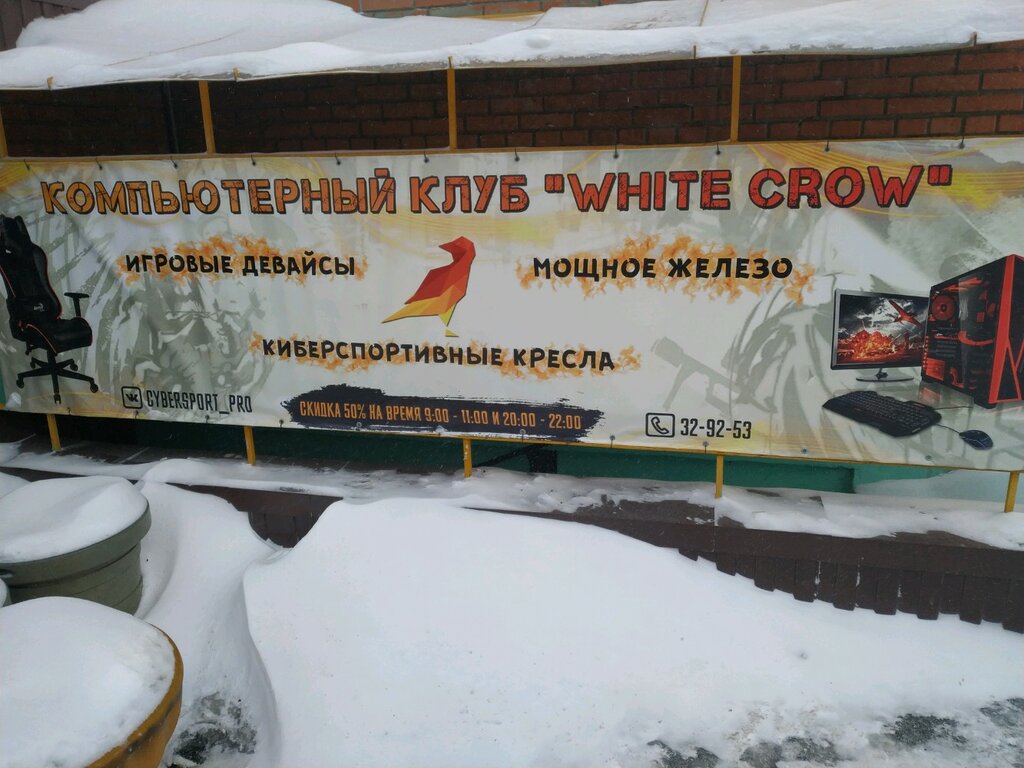 КОМПЬЮТЕРНЫЙ КЛУБ "WHITE CROW"
ИГРОВЫЕ ДЕВАЙСЫ
МОЩНОЕ ЖЕЛЕЗО
КИБЕРСПОРТИВНЫЕ КРЕСЛА
CYBERSPORT_PRO
СКИДКА 50% НА ВРЕМЯ 9:00 - 11:00 И 20:00 - 22:00
32-92-53